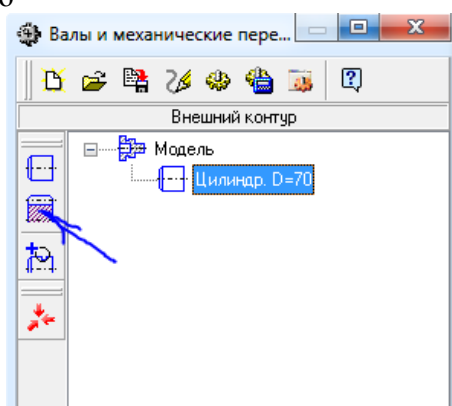 Валы и механические пере...
Внешний контур
Модель
Цилиндр. D=70